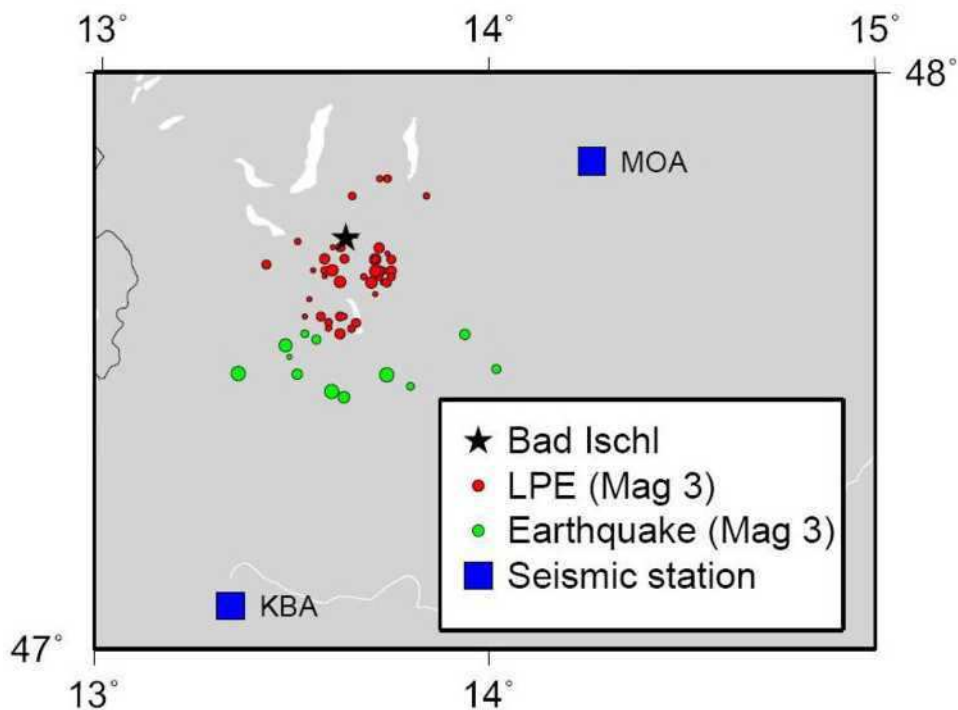 13° 14° 15°
48°
MOA
Bad Ischl
LPE (Mag 3)
Earthquake (Mag 3)
Seismic station
KBA
47°
13° 14°